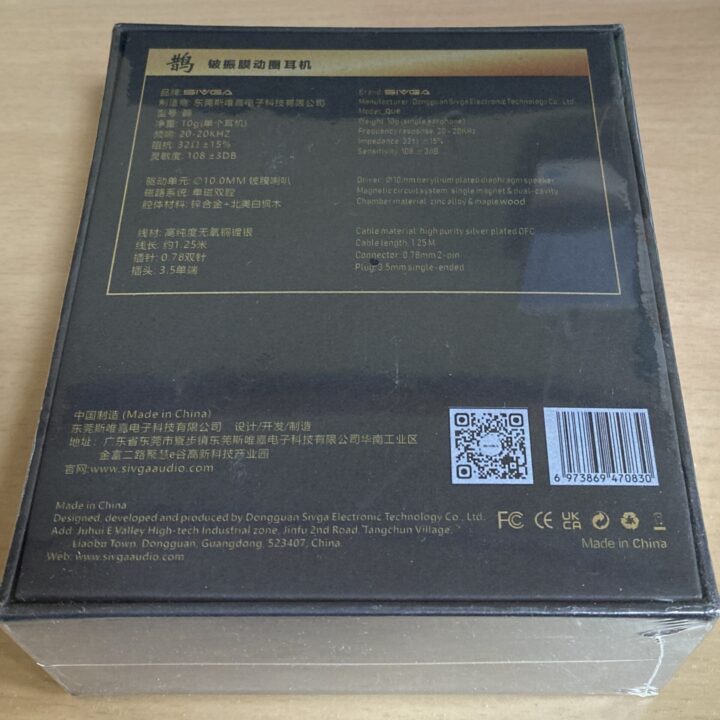 鹊 铍振膜动圈耳机
品牌: SIVGA
制造商: 东莞斯唯嘉电子科技有限公司
型号: 鹊
净重: 10g(单个耳机)
频响: 20-20KHZ
阻抗: 32Ω ±15%
灵敏度: 108 ±3DB
驱动单元: ∅10.0MM 铍膜喇叭
磁路系统: 单磁双腔
腔体材料: 锌合金+北美白枫木
线材: 高纯度无氧铜镀银
线长: 约1.25米
插针: 0.78双针
插头: 3.5单端
Brand: SIVGA
Manufacturer: Dongguan Sivga Electronic Technology Co., Ltd.
Model: Que
Weight: 10g (single earphone)
Frequency response: 20-20KHz
Impedance: 32Ω ±15%
Sensitivity: 108 ± 3dB
Driver: ∅10mm beryllium plated diaphragm speaker
Magnetic circuit system: single magnet & dual-cavity
Chamber material: zinc alloy & maple wood
Cable material: high purity silver plated OFC
Cable length: 1.25M
Connector: 0.78mm 2-pin
Plug: 3.5mm single-ended
中国制造 (Made in China)
东莞斯唯嘉电子科技有限公司 设计/开发/制造
地址: 广东省东莞市寮步镇东莞斯唯嘉电子科技有限公司华南工业区
金富二路聚慧e谷高新科技产业园
官网:www.sivgaaudio.com
6 973869 470830
Made in China
Designed, developed and produced by Dongguan Sivga Electronic Technology Co., Ltd.
Add: Juhui E Valley High-tech Industrial zone, Jinfu 2nd Road, Tangchun Village,
Liaobu Town, Dongguan, Guangdong, 523407, China.
Web: www.sivgaaudio.com
FC CE UKCA
Made in China